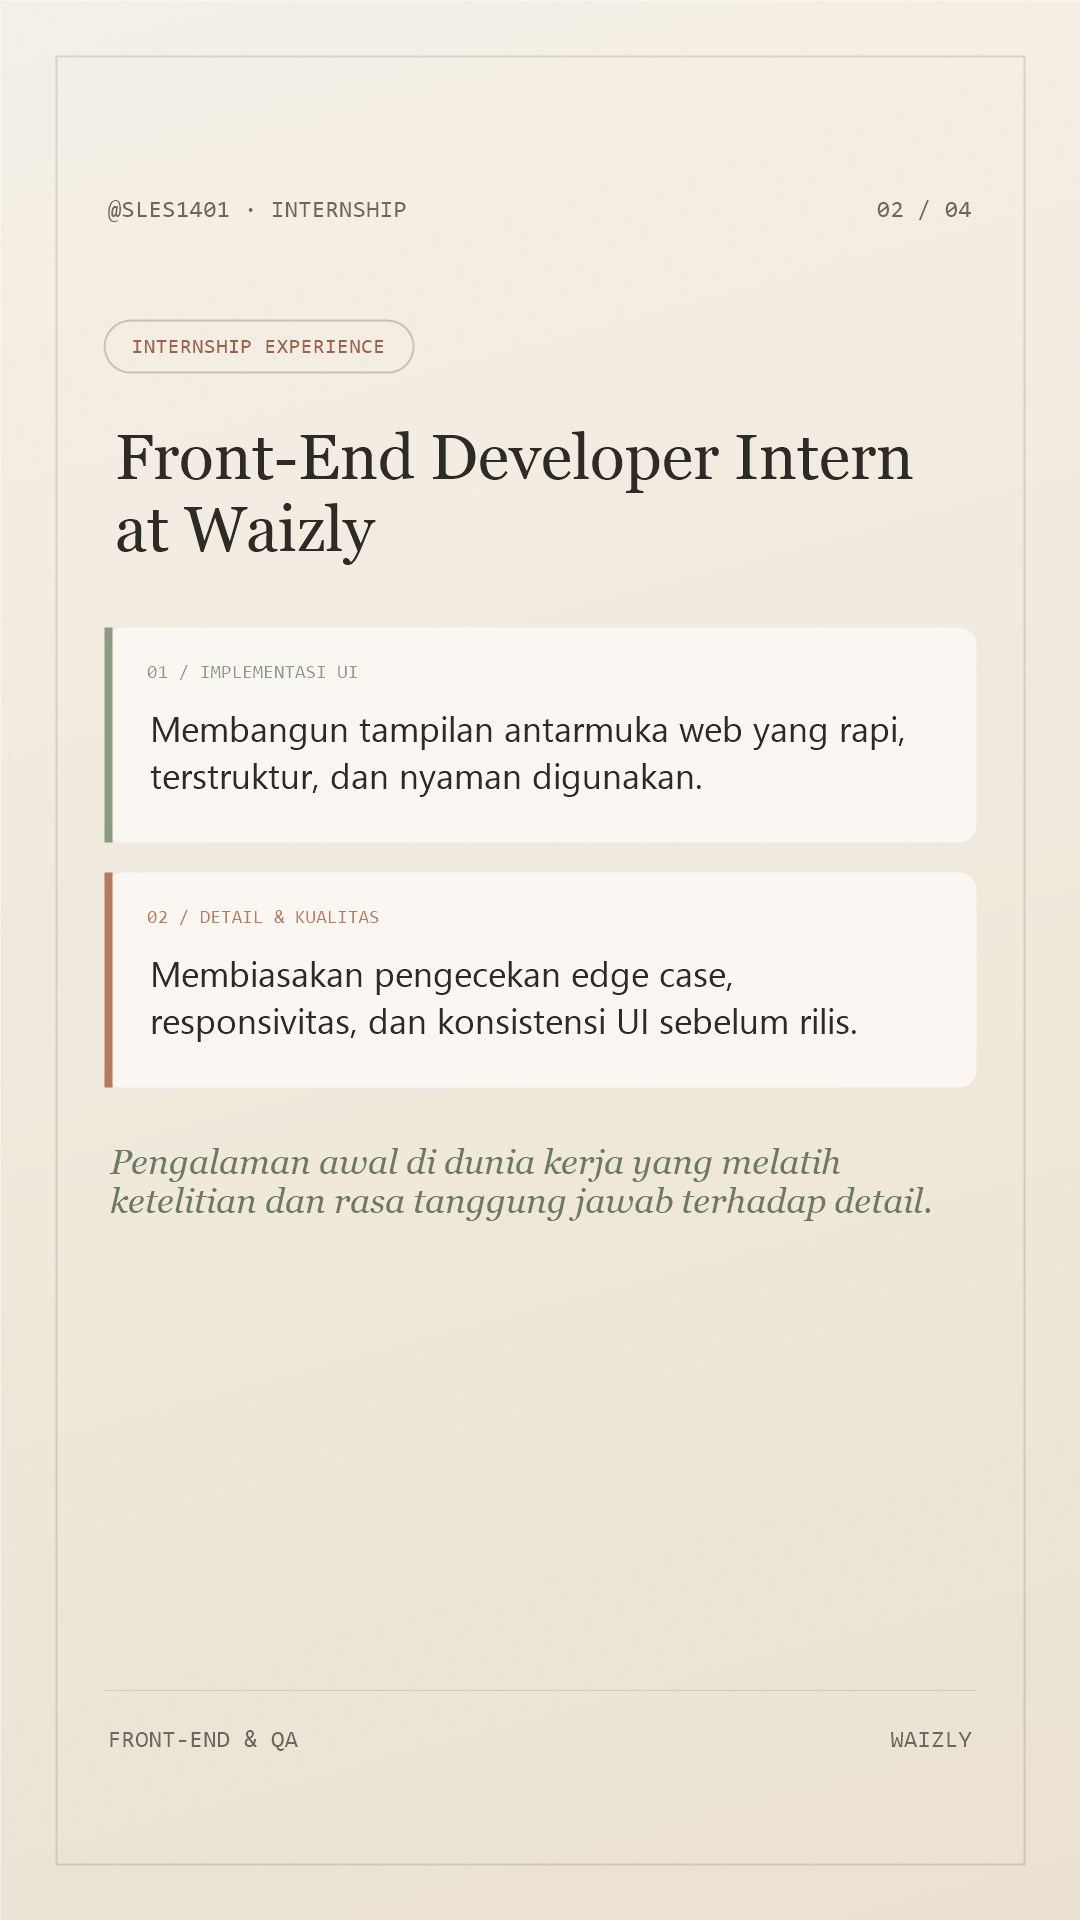 @SLES1401 · INTERNSHIP
02 / 04
INTERNSHIP EXPERIENCE
Front-End Developer Intern
at Waizly
01 / IMPLEMENTASI UI
Membangun tampilan antarmuka web yang rapi,
terstruktur, dan nyaman digunakan.
02 / DETAIL & KUALITAS
Membiasakan pengecekan edge case,
responsivitas, dan konsistensi UI sebelum rilis.
Pengalaman awal di dunia kerja yang melatih
ketelitian dan rasa tanggung jawab terhadap detail.
FRONT-END & QA
WAIZLY